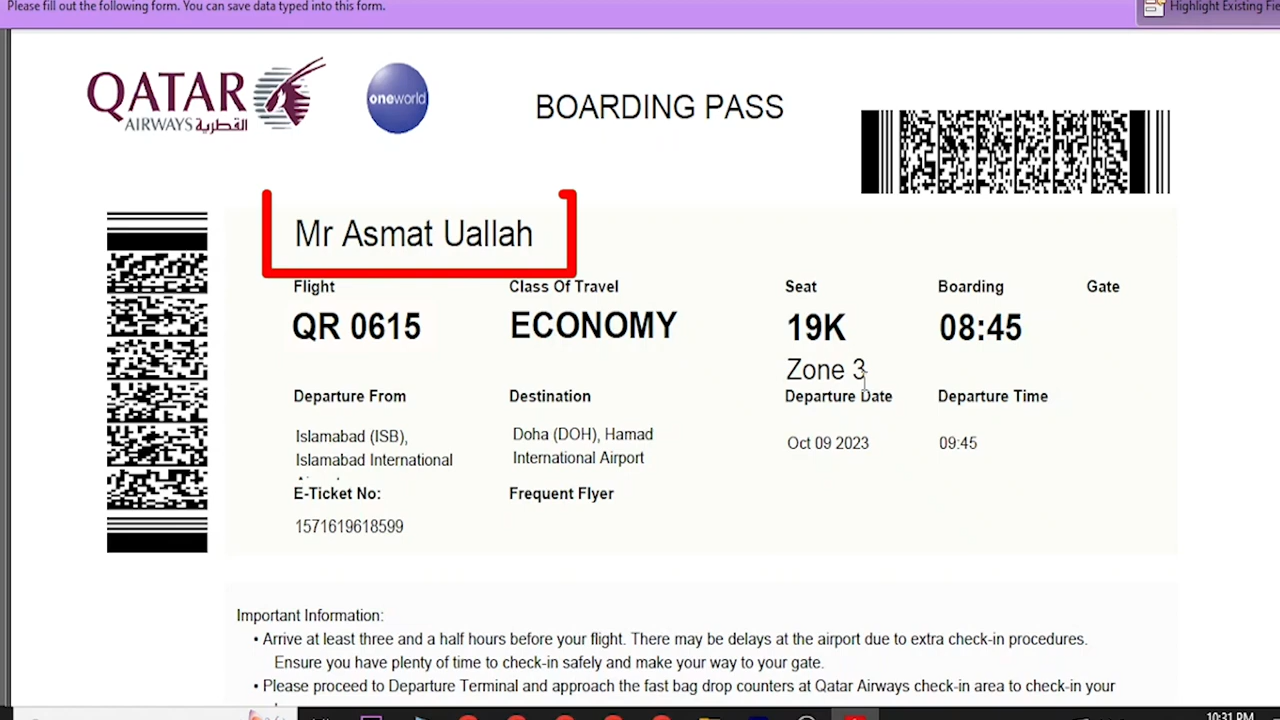 Please fill out the following form. You can save data typed into this form.
Highlight Existing Fie
QATAR
AIRWAYS القطرية
oneworld
BOARDING PASS
Mr Asmat Uallah
Flight Class Of Travel Seat Boarding Gate
QR 0615 ECONOMY 19K 08:45
Zone 3
Departure From Destination Departure Date Departure Time
Islamabad (ISB), Doha (DOH), Hamad Oct 09 2023 09:45
Islamabad International International Airport
E-Ticket No: Frequent Flyer
1571619618599
Important Information:
• Arrive at least three and a half hours before your flight. There may be delays at the airport due to extra check-in procedures.
Ensure you have plenty of time to check-in safely and make your way to your gate.
• Please proceed to Departure Terminal and approach the fast bag drop counters at Qatar Airways check-in area to check-in your
10:31 PM